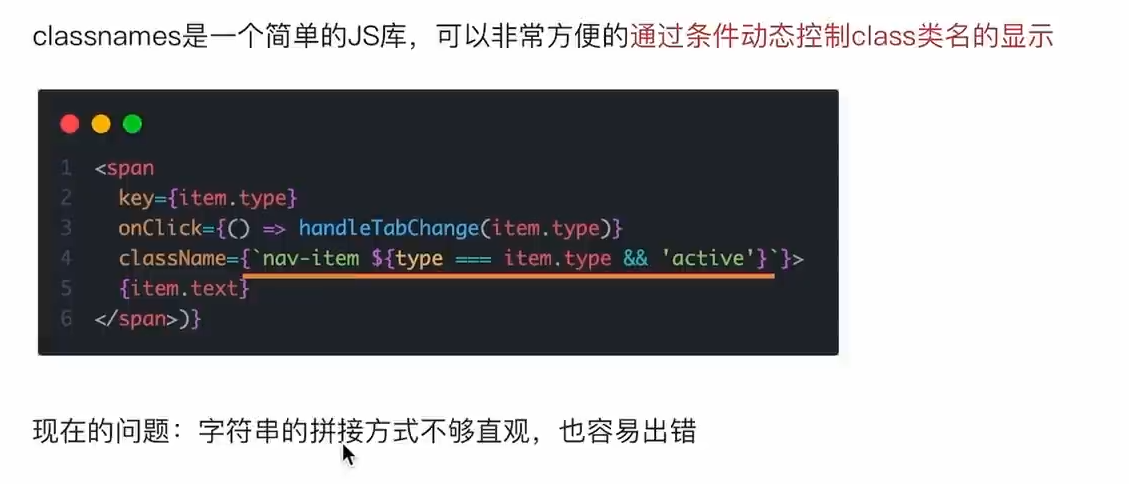 classnames是一个简单的JS库，可以非常方便的通过条件动态控制class类名的显示
1 <span
2 key={item.type}
3 onClick={() => handleTabChange(item.type)}
4 className={`nav-item ${type === item.type && 'active'}`}>
5 {item.text}
6 </span>)}
现在的问题：字符串的拼接方式不够直观，也容易出错